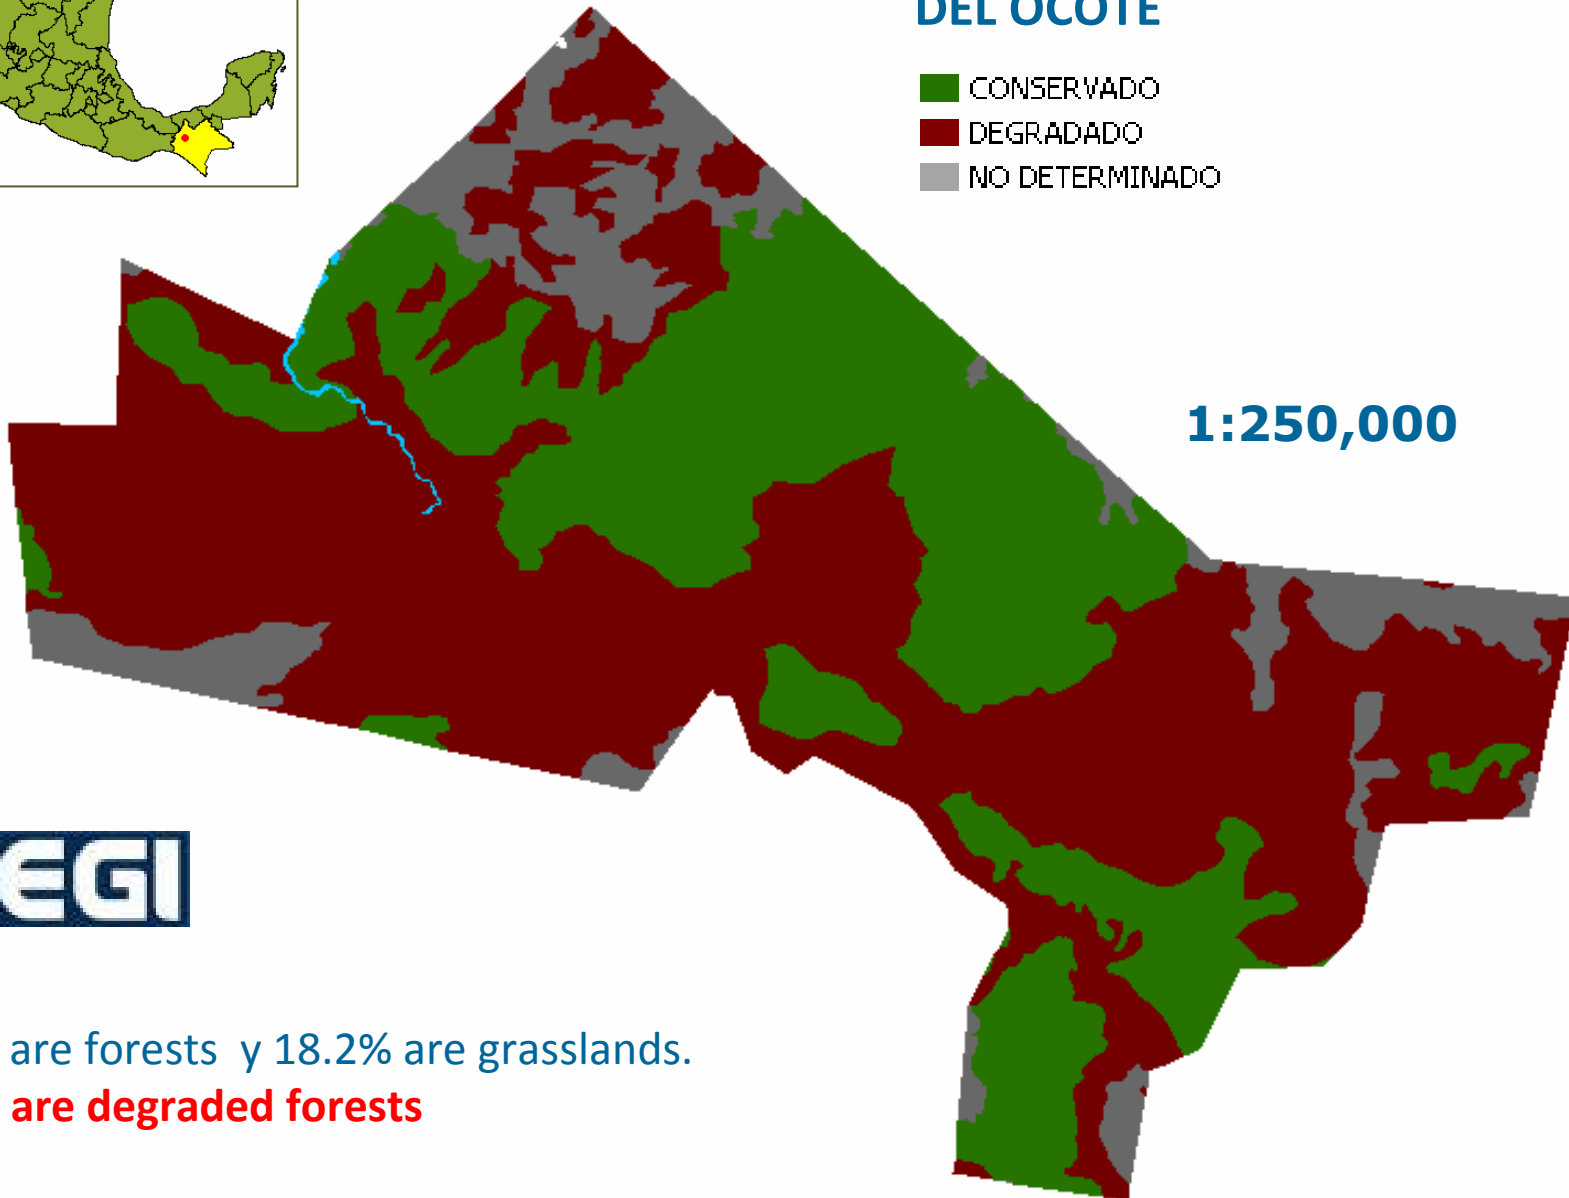 DEL OCOTE
CONSERVADO
DEGRADADO
NO DETERMINADO
1:250,000
EGI
are forests y 18.2% are grasslands.
are degraded forests